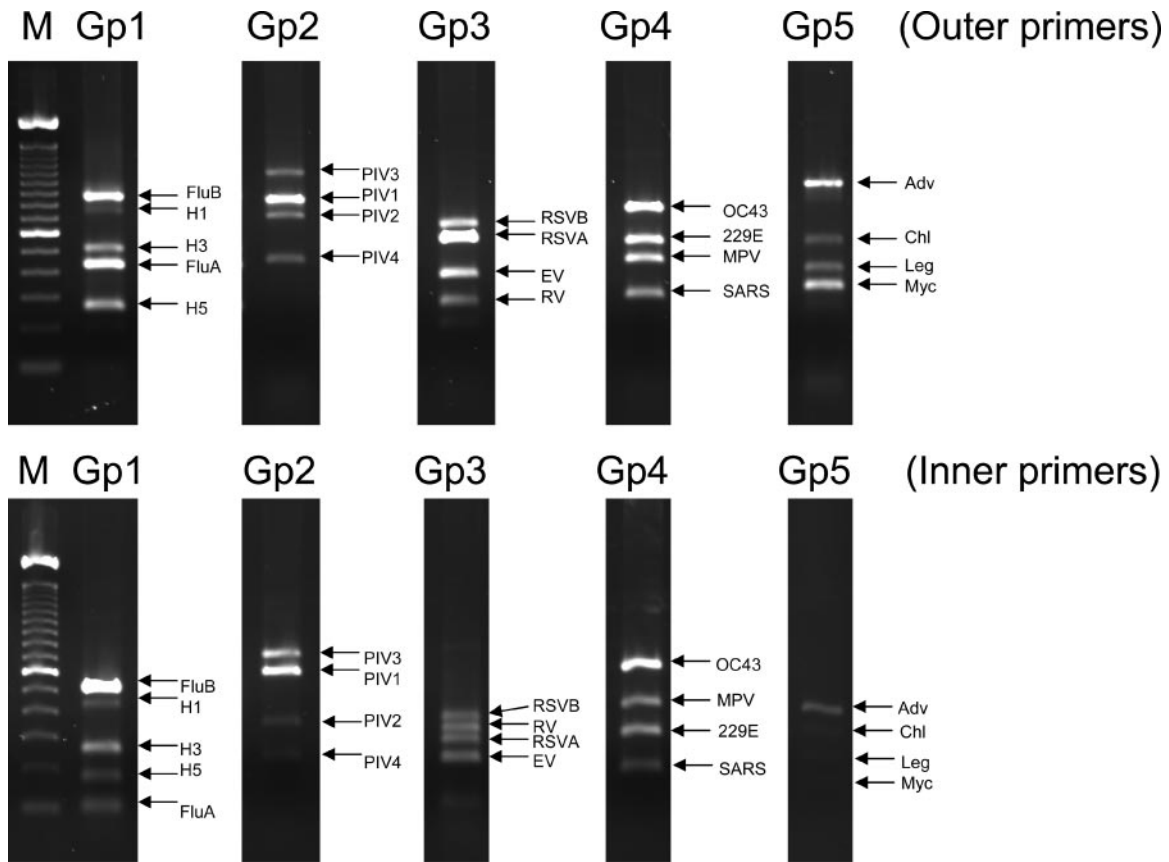 M Gp1 Gp2 Gp3 Gp4 Gp5 (Outer primers)
FluB
H1
H3
FluA
H5
PIV3
PIV1
PIV2
PIV4
RSVB
RSVA
EV
RV
OC43
229E
MPV
SARS
Adv
Chl
Leg
Myc
M Gp1 Gp2 Gp3 Gp4 Gp5 (Inner primers)
FluB
H1
H3
H5
FluA
PIV3
PIV1
PIV2
PIV4
RSVB
RV
RSVA
EV
OC43
MPV
229E
SARS
Adv
Chl
Leg
Myc